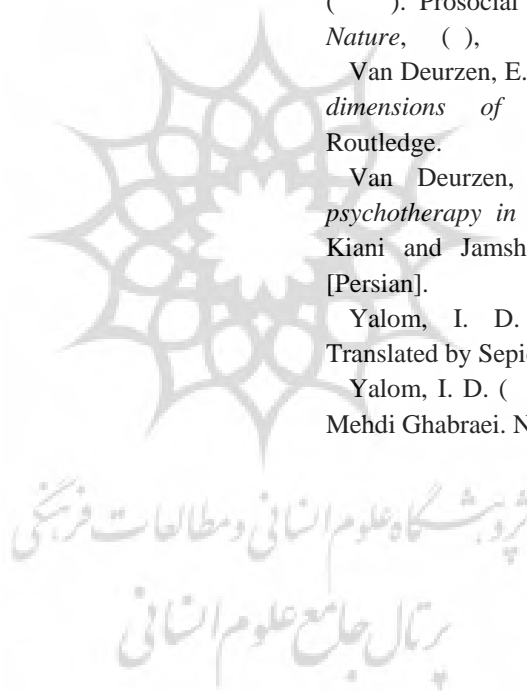 ( ). Prosocial
Nature, ( ),
Van Deurzen, E.
dimensions of
Routledge.
Van Deurzen,
psychotherapy in
Kiani and Jamsh
[Persian].
Yalom, I. D.
Translated by Sepid
Yalom, I. D. (
Mehdi Ghabraei. N
پژوهشگاه علوم انسانی و مطالعات فرهنگی
پرتال جامع علوم انسانی